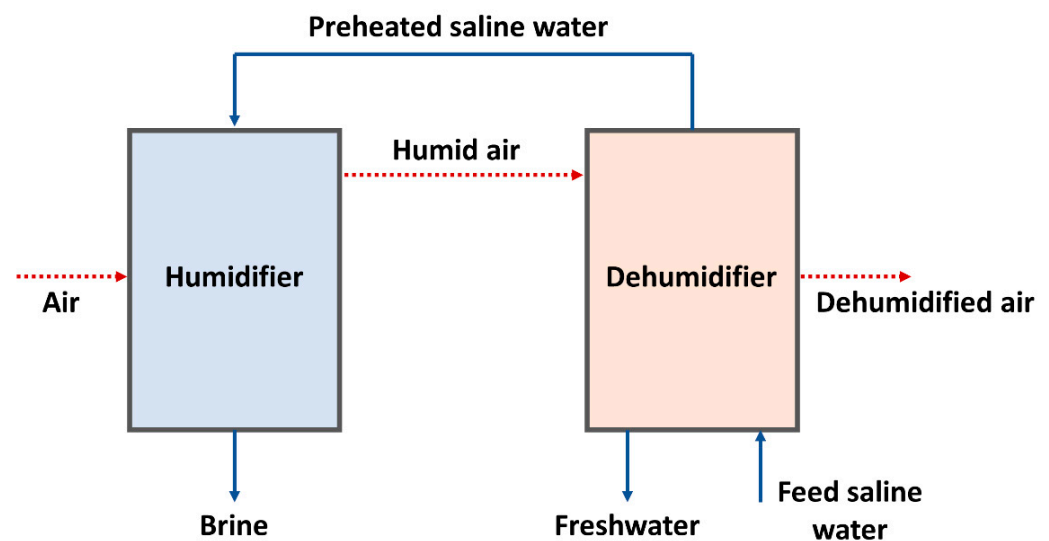 Preheated saline water
Humid air
Humidifier
Dehumidifier
Air
Dehumidified air
Brine
Freshwater
Feed saline
water